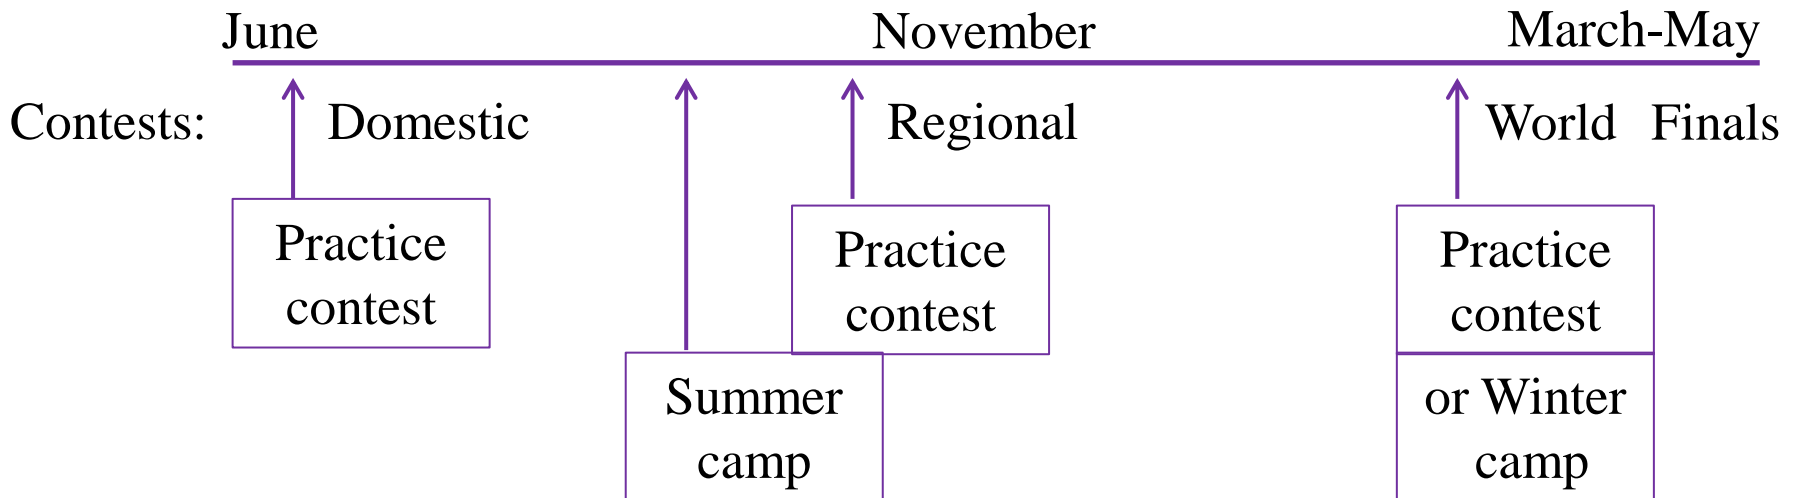 June November March-May
Contests: Domestic Regional World Finals
Practice
contest
Practice
contest
Practice
contest
Summer
camp
or Winter
camp